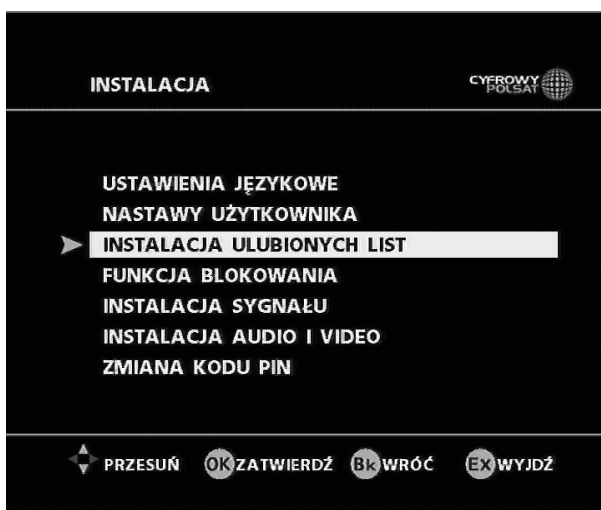 INSTALACJA
CYFROWY
POLSAT
USTAWIENIA JĘZYKOWE
NASTAWY UŻYTKOWNIKA
INSTALACJA ULUBIONYCH LIST
FUNKCJA BLOKOWANIA
INSTALACJA SYGNAŁU
INSTALACJA AUDIO I VIDEO
ZMIANA KODU PIN
PRZESUŃ OK ZATWIERDŹ Bk WRÓĆ EX WYJDŹ